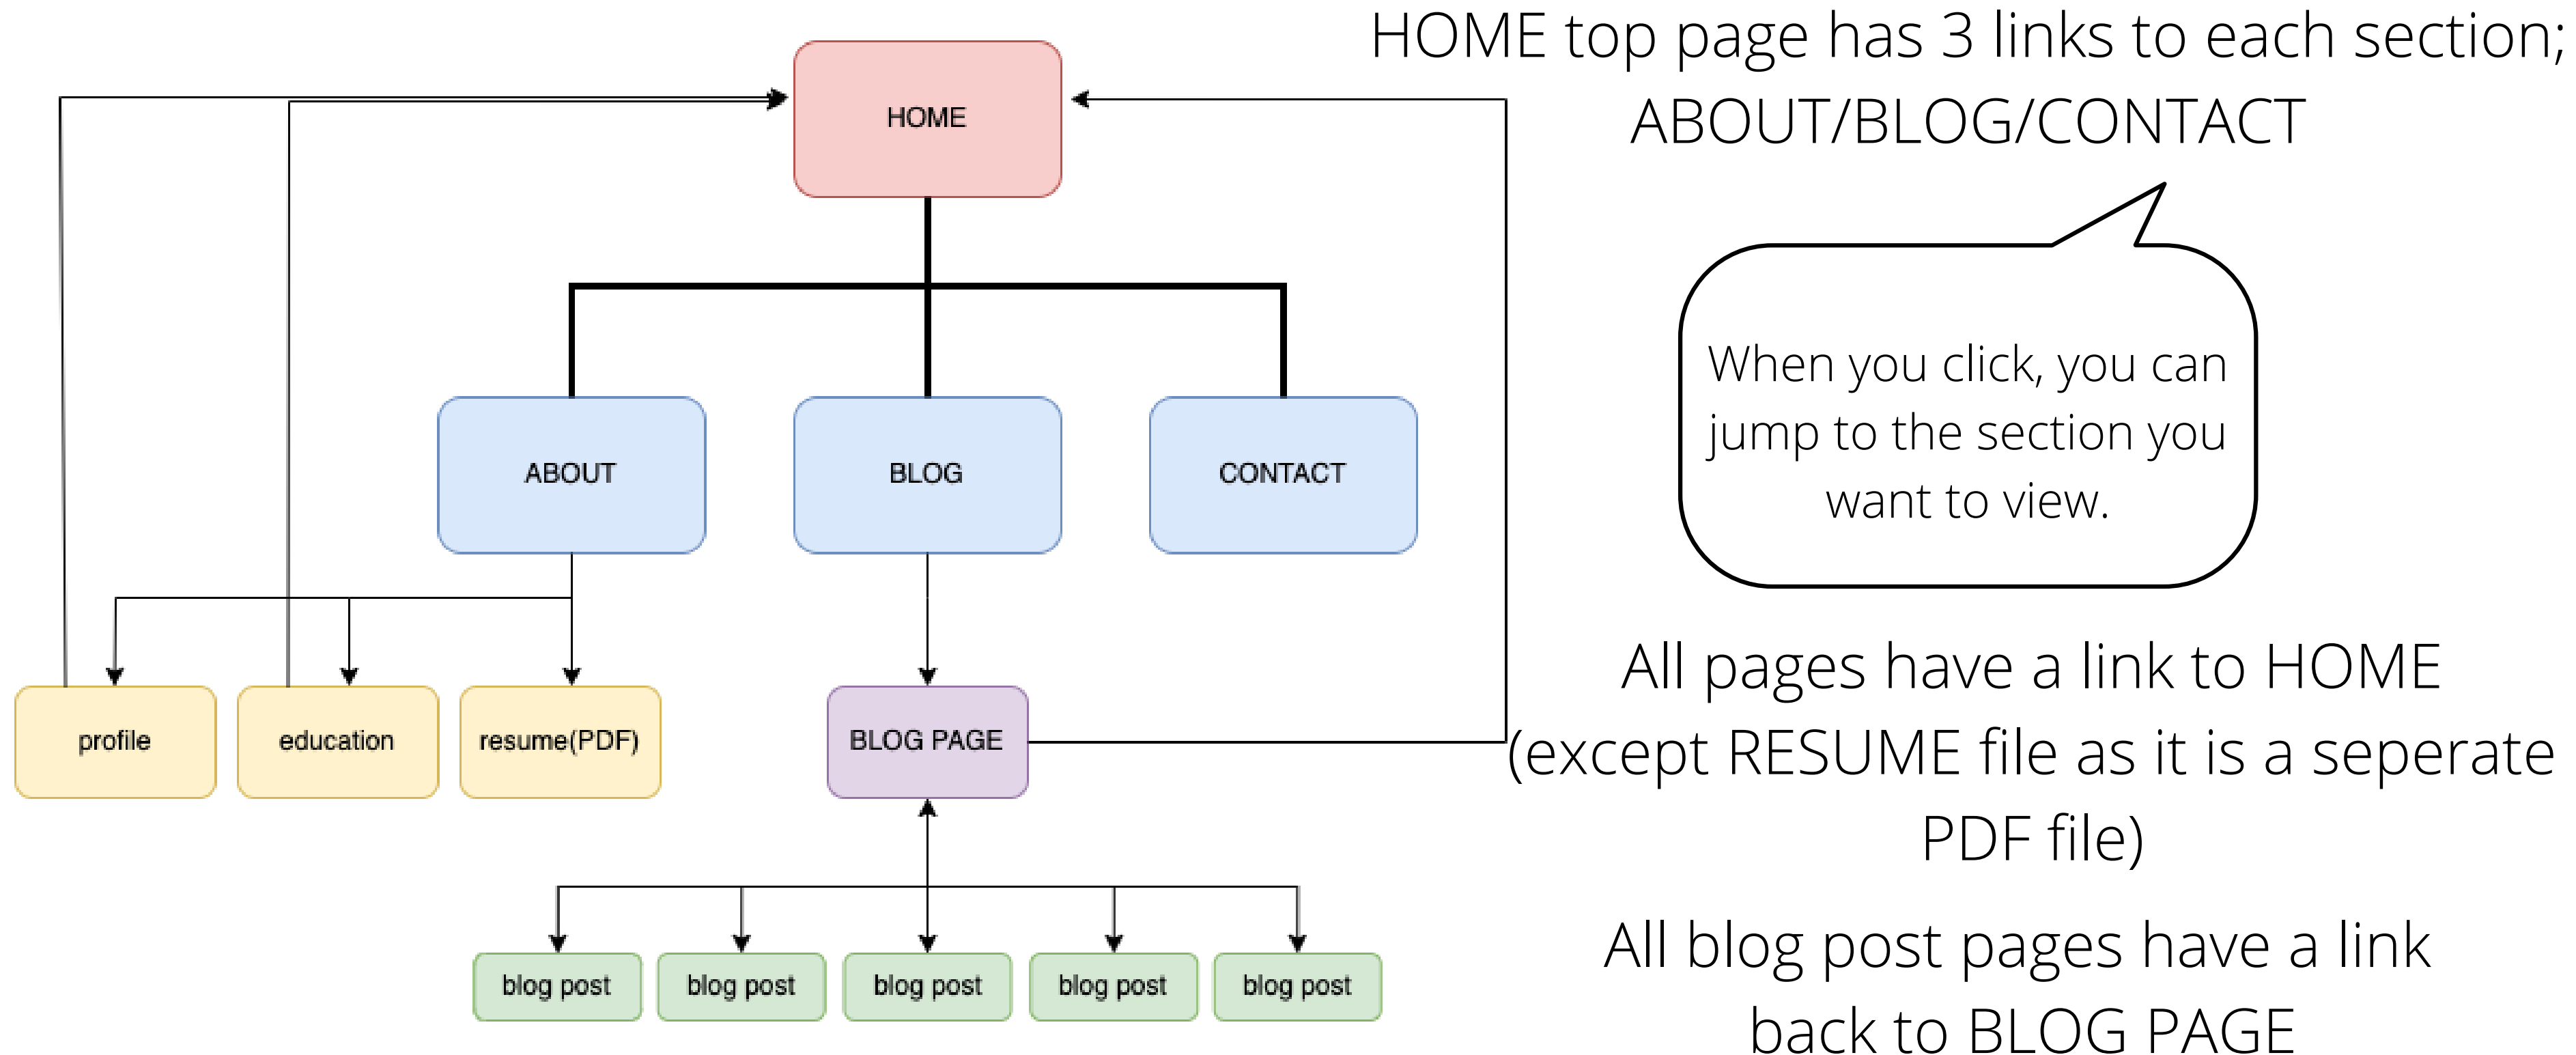 HOME top page has 3 links to each section;
ABOUT/BLOG/CONTACT
HOME
When you click, you can
jump to the section you
want to view.
ABOUT
BLOG
CONTACT
All pages have a link to HOME
(except RESUME file as it is a seperate
PDF file)
profile
education
resume(PDF)
BLOG PAGE
All blog post pages have a link
back to BLOG PAGE
blog post
blog post
blog post
blog post
blog post